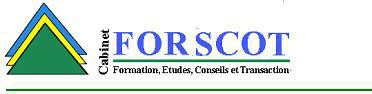 Cabinet
FORSCOT
Formation, Etudes, Conseils et Transaction